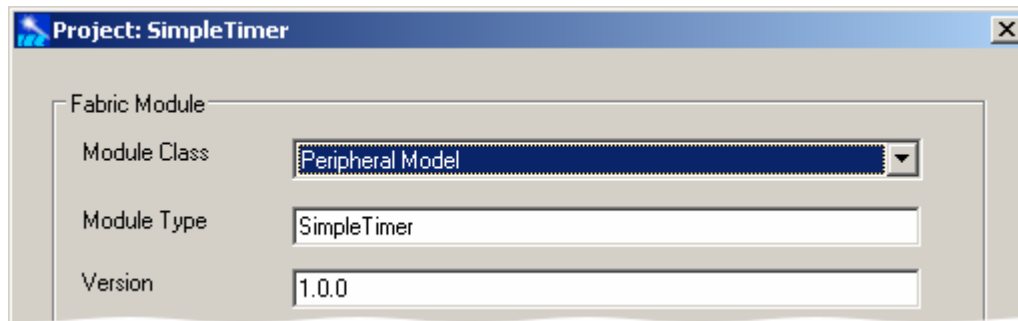 Project: SimpleTimer
Fabric Module
Module Class Peripheral Model
Module Type SimpleTimer
Version 1.0.0